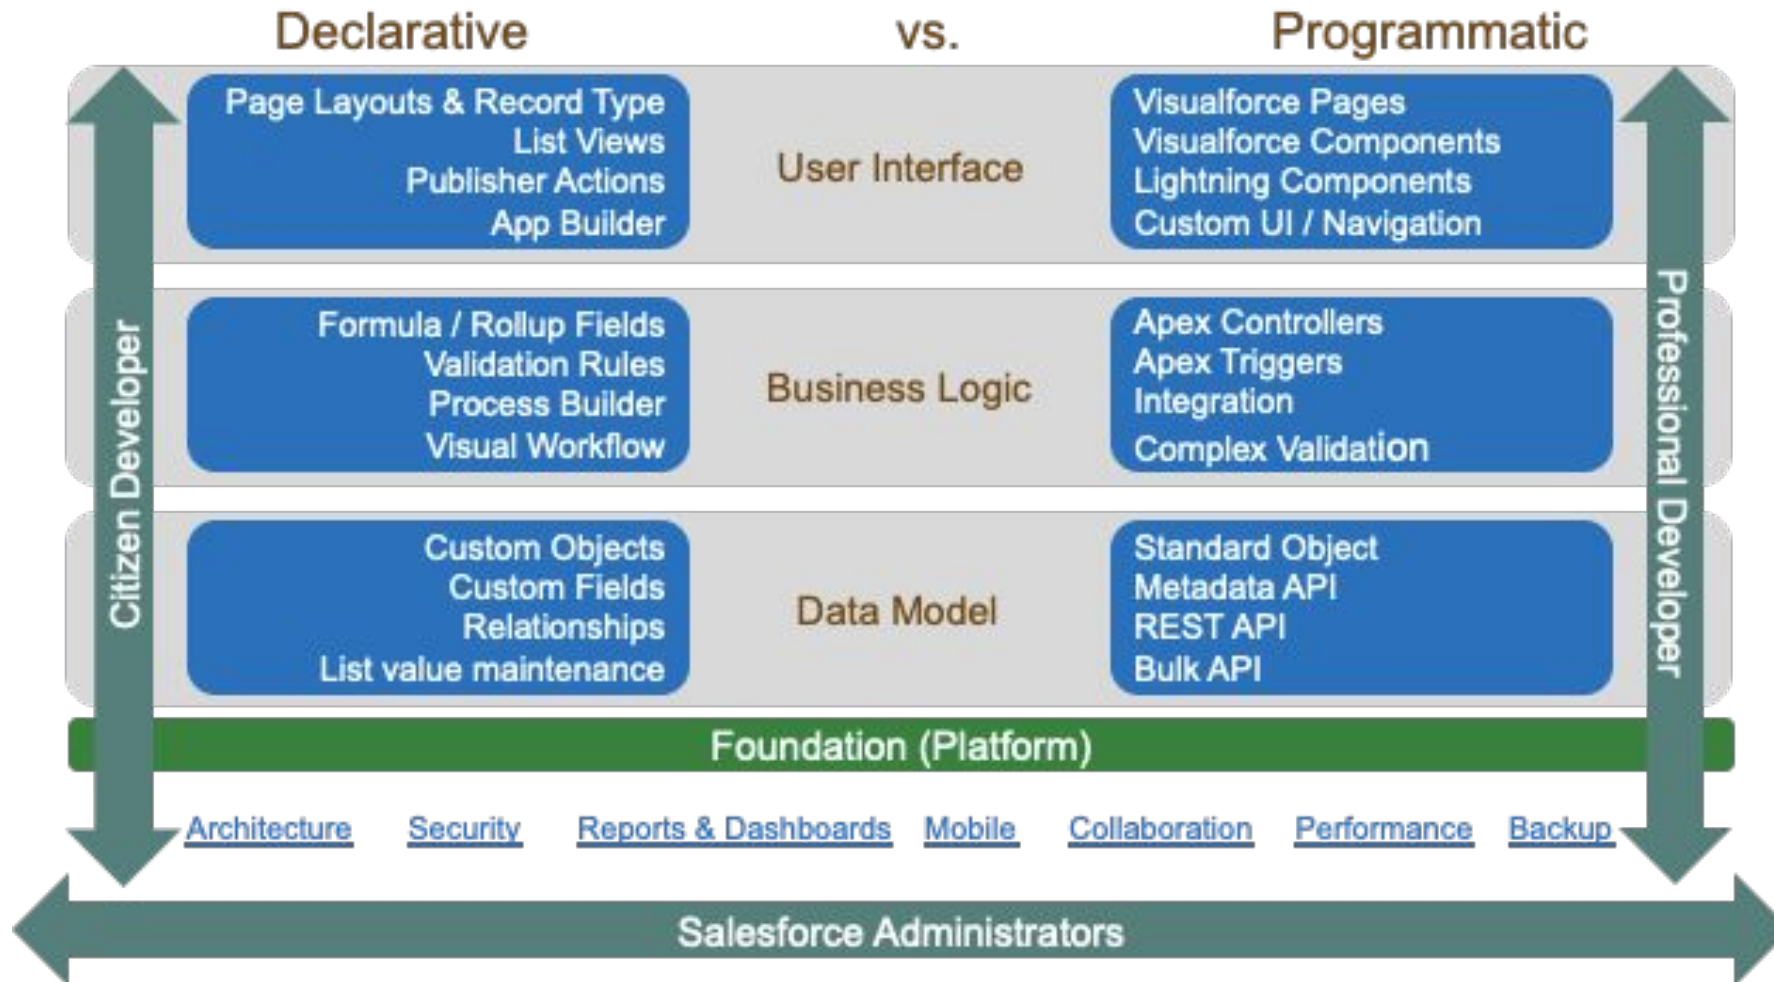 Declarative vs. Programmatic
Page Layouts & Record Type
List Views
Publisher Actions
App Builder
User Interface
Visualforce Pages
Visualforce Components
Lightning Components
Custom UI / Navigation
Formula / Rollup Fields
Validation Rules
Process Builder
Visual Workflow
Business Logic
Apex Controllers
Apex Triggers
Integration
Complex Validation
Custom Objects
Custom Fields
Relationships
List value maintenance
Data Model
Standard Object
Metadata API
REST API
Bulk API
Citizen Developer
Professional Developer
Foundation (Platform)
Architecture Security Reports & Dashboards Mobile Collaboration Performance Backup
Salesforce Administrators